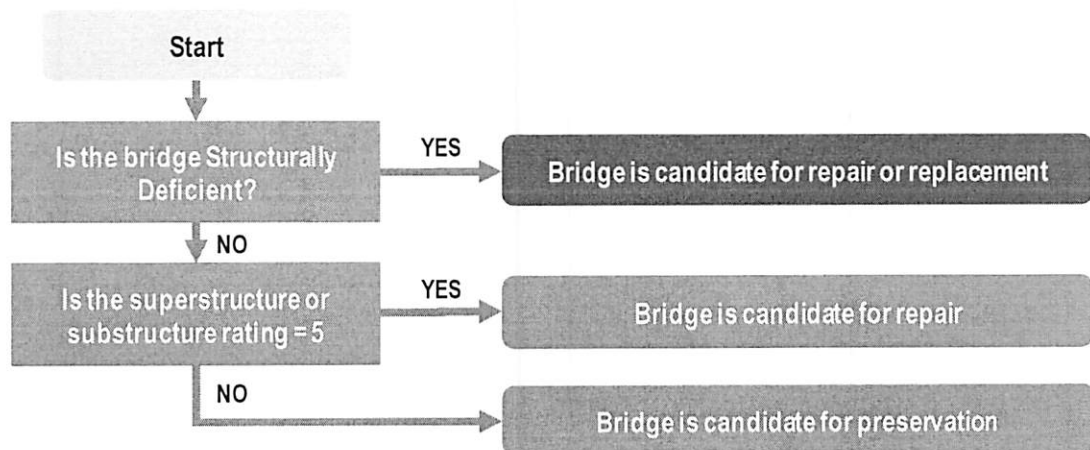 Start
Is the bridge Structurally
Deficient?
YES
Bridge is candidate for repair or replacement
NO
Is the superstructure or
substructure rating = 5
YES
Bridge is candidate for repair
NO
Bridge is candidate for preservation